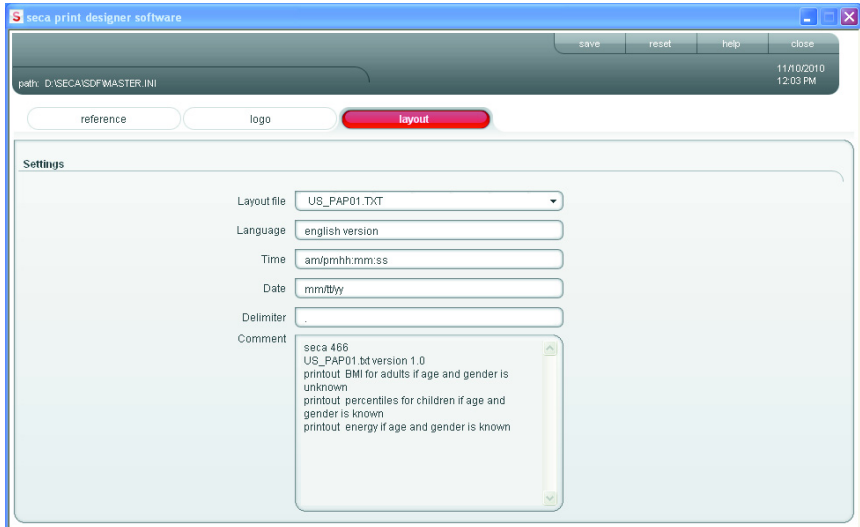 S seca print designer software
save reset help close
path: D:\SECA\SDF\MASTER.INI
11/10/2010
12:03 PM
reference logo layout
Settings
Layout file US_PAP01.TXT
Language english version
Time am/pmhh:mm:ss
Date mm/tt/yy
Delimiter .
Comment
seca 466
US_PAP01.txt version 1.0
printout BMI for adults if age and gender is
unknown
printout percentiles for children if age and
gender is known
printout energy if age and gender is known